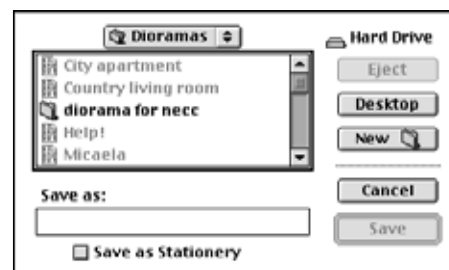 Dioramas
Hard Drive
City apartment
Country living room
diorama for necc
Help!
Micaela
Eject
Desktop
New
Cancel
Save
Save as:
Save as Stationery